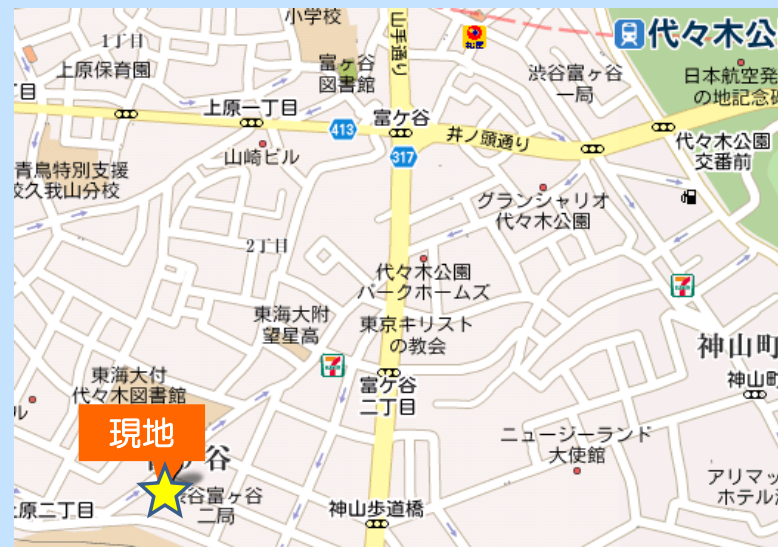 小学校
山手通り
代々木公
1丁目
上原保育園
富ヶ谷
図書館
渋谷富ヶ谷
一局
日本航空発
の地記念碑
丁目
上原一丁目
413
富ケ谷
井ノ頭通り
317
代々木公園
交番前
山崎ビル
青鳥特別支援
校久我山分校
グランシャリオ
代々木公園
2丁目
代々木公園
パークホームズ
東海大附
望星高
東京キリスト
の教会
7
7
神山町
神山町
東海大付
代々木図書館
富ケ谷
二丁目
ル
現地
ヶ谷
ニュージーランド
大使館
アリマッ
ホテル
渋谷富ヶ谷
二局
上原二丁目
神山歩道橋